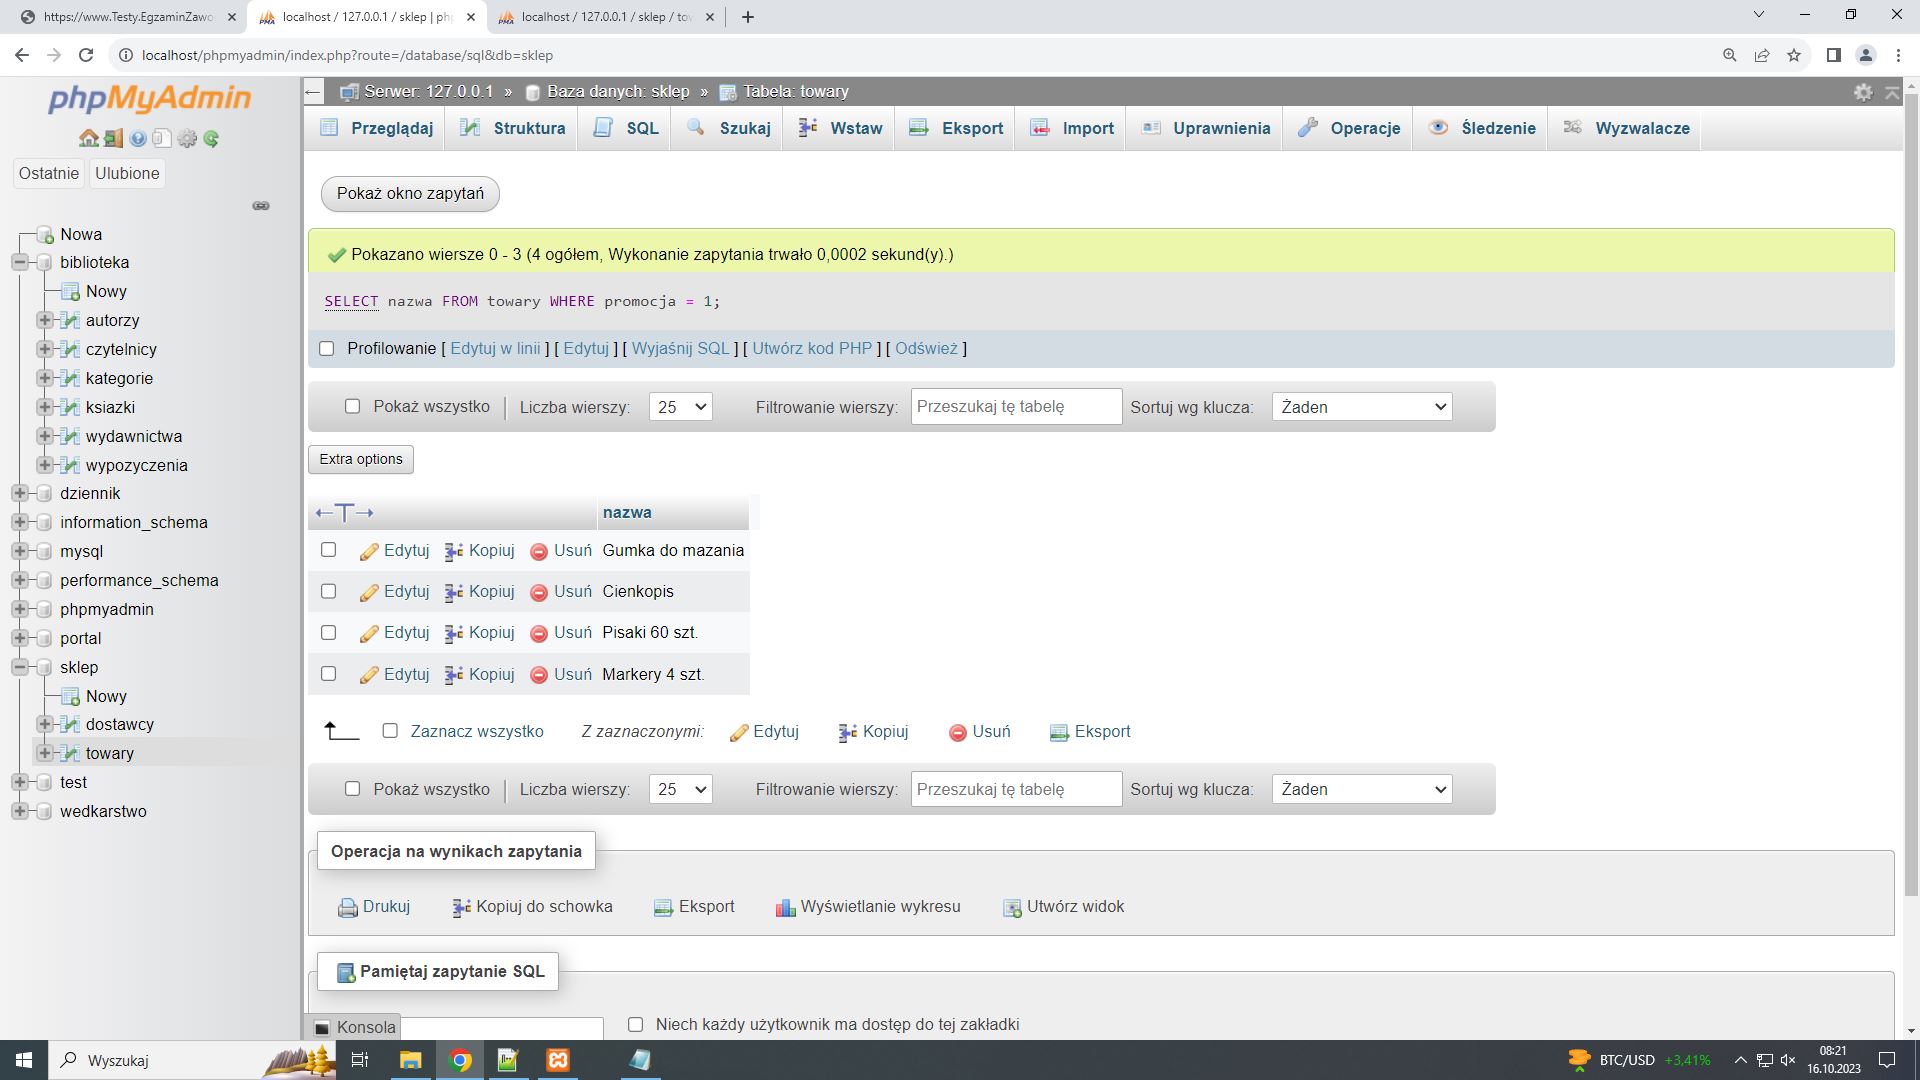 https://www.Testy.EgzaminZawo
localhost / 127.0.0.1 / sklep | php
localhost / 127.0.0.1 / sklep / tov
localhost/phpmyadmin/index.php?route=/database/sql&db=sklep
phpMyAdmin
Ostatnie Ulubione
Nowa
biblioteka
Nowy
autorzy
czytelnicy
kategorie
ksiazki
wydawnictwa
wypozyczenia
dziennik
information_schema
mysql
performance_schema
phpmyadmin
portal
sklep
Nowy
dostawcy
towary
test
wedkarstwo
Serwer: 127.0.0.1 » Baza danych: sklep » Tabela: towary
Przeglądaj Struktura SQL Szukaj Wstaw Eksport Import Uprawnienia Operacje Śledzenie Wyzwalacze
Pokaż okno zapytań
Pokazano wiersze 0 - 3 (4 ogółem, Wykonanie zapytania trwało 0,0002 sekund(y).)
SELECT nazwa FROM towary WHERE promocja = 1;
Profilowanie [ Edytuj w linii ] [ Edytuj ] [ Wyjaśnij SQL ] [ Utwórz kod PHP ] [ Odśwież ]
Pokaż wszystko | Liczba wierszy: 25 Filtrowanie wierszy: Przeszukaj tę tabelę Sortuj wg klucza: Żaden
Extra options
←T→ nazwa
Edytuj Kopiuj Usuń Gumka do mazania
Edytuj Kopiuj Usuń Cienkopis
Edytuj Kopiuj Usuń Pisaki 60 szt.
Edytuj Kopiuj Usuń Markery 4 szt.
Zaznacz wszystko Z zaznaczonymi: Edytuj Kopiuj Usuń Eksport
Pokaż wszystko | Liczba wierszy: 25 Filtrowanie wierszy: Przeszukaj tę tabelę Sortuj wg klucza: Żaden
Operacja na wynikach zapytania
Drukuj Kopiuj do schowka Eksport Wyświetlanie wykresu Utwórz widok
Pamiętaj zapytanie SQL
Konsola
Niech każdy użytkownik ma dostęp do tej zakładki
Wyszukaj
BTC/USD +3,41%
08:21
16.10.2023